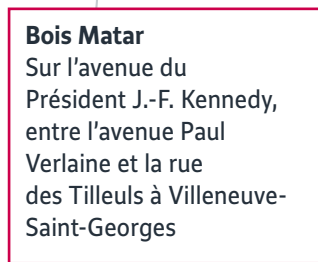 Bois Matar
Sur l’avenue du
Président J.-F. Kennedy,
entre l’avenue Paul
Verlaine et la rue
des Tilleuls à Villeneuve-
Saint-Georges